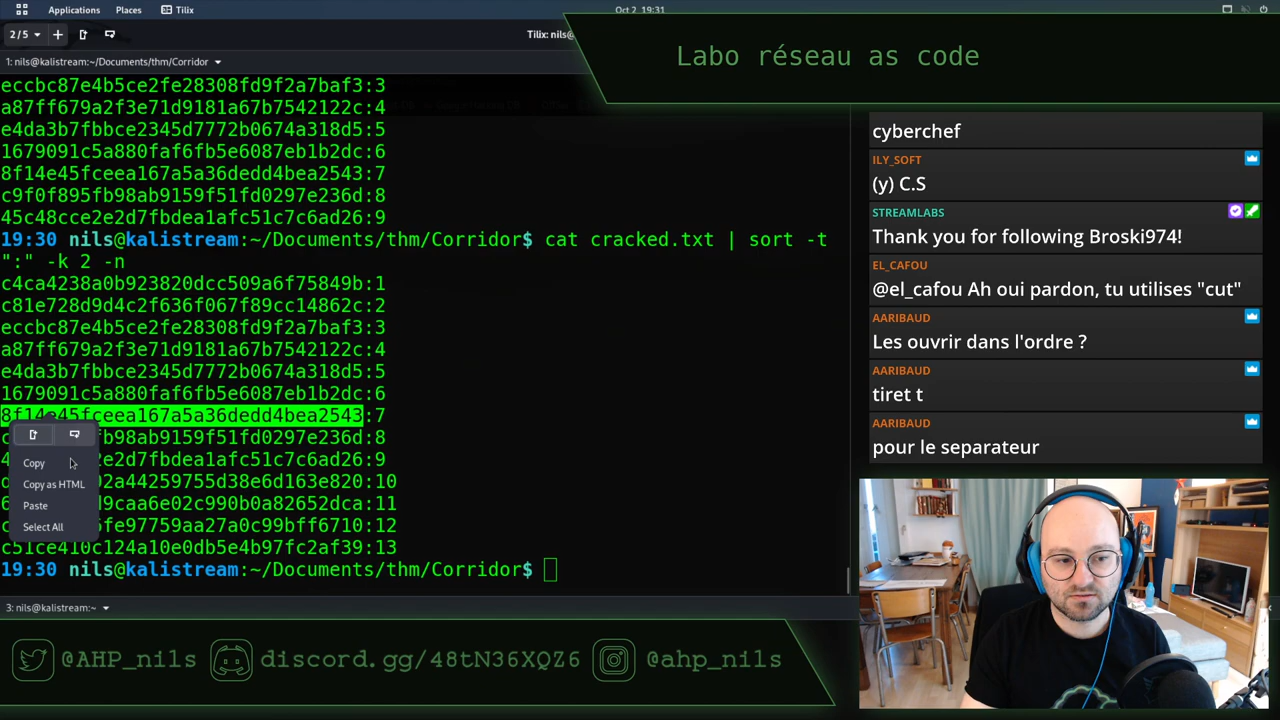 Applications Places Tilix
Oct 2 19:31
2/5
Tilix: nils@
Labo réseau as code
1: nils@kalistream:~/Documents/thm/Corridor
eccbc87e4b5ce2fe28308fd9f2a7baf3:3
a87ff679a2f3e71d9181a67b7542122c:4
e4da3b7fbbce2345d7772b0674a318d5:5
1679091c5a880faf6fb5e6087eb1b2dc:6
8f14e45fceea167a5a36dedd4bea2543:7
c9f0f895fb98ab9159f51fd0297e236d:8
45c48cce2e2d7fbdea1afc51c7c6ad26:9
19:30 nils@kalistream:~/Documents/thm/Corridor$ cat cracked.txt | sort -t
":" -k 2 -n
c4ca4238a0b923820dcc509a6f75849b:1
c81e728d9d4c2f636f067f89cc14862c:2
eccbc87e4b5ce2fe28308fd9f2a7baf3:3
a87ff679a2f3e71d9181a67b7542122c:4
e4da3b7fbbce2345d7772b0674a318d5:5
1679091c5a880faf6fb5e6087eb1b2dc:6
8f14e45fceea167a5a36dedd4bea2543:7
fb98ab9159f51fd0297e236d:8
e2d7fbdea1afc51c7c6ad26:9
a44259755d38e6d163e820:10
9caa6e02c990b0a82652dca:11
fe97759aa27a0c99bff6710:12
c51ce410c124a10e0db5e4b97fc2af39:13
19:30 nils@kalistream:~/Documents/thm/Corridor$
Copy
Copy as HTML
Paste
Select All
3: nils@kalistream:~
cyberchef
ILY_SOFT
(y) C.S
STREAMLABS
Thank you for following Broski974!
EL_CAFOU
@el_cafou Ah oui pardon, tu utilises "cut"
AARIBAUD
Les ouvrir dans l'ordre ?
AARIBAUD
tiret t
AARIBAUD
pour le separateur
@AHP_nils discord.gg/48tN36XQZ6 @ahp_nils